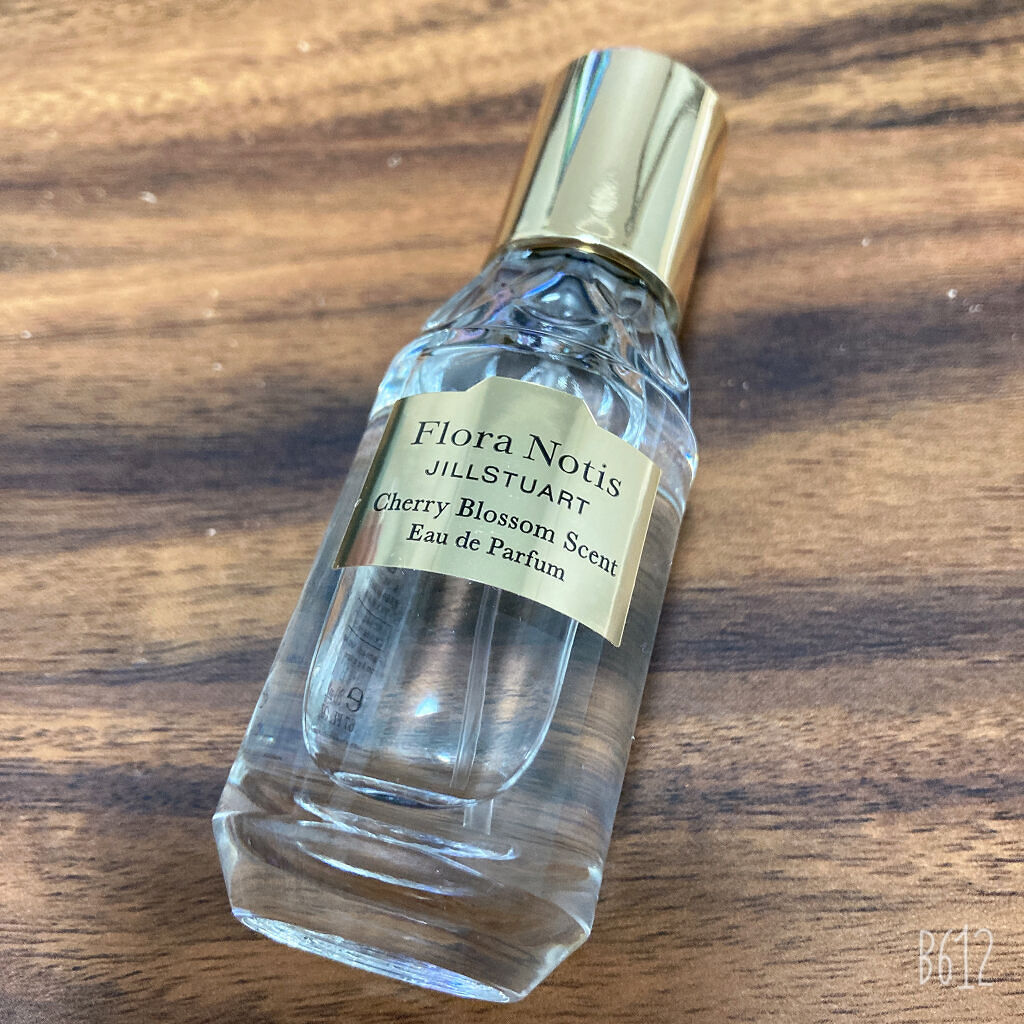 Flora Notis
JILLSTUART
Cherry Blossom Scent
Eau de Parfum
B612